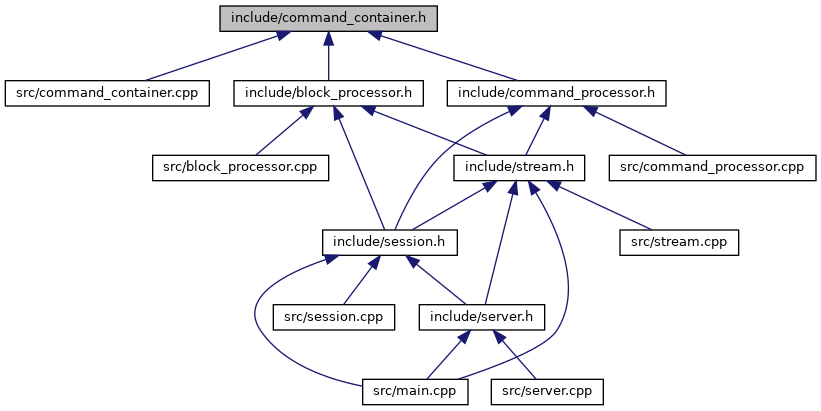 include/command_container.h
src/command_container.cpp
include/block_processor.h
include/command_processor.h
src/block_processor.cpp
include/stream.h
src/command_processor.cpp
include/session.h
src/stream.cpp
src/session.cpp
include/server.h
src/main.cpp
src/server.cpp